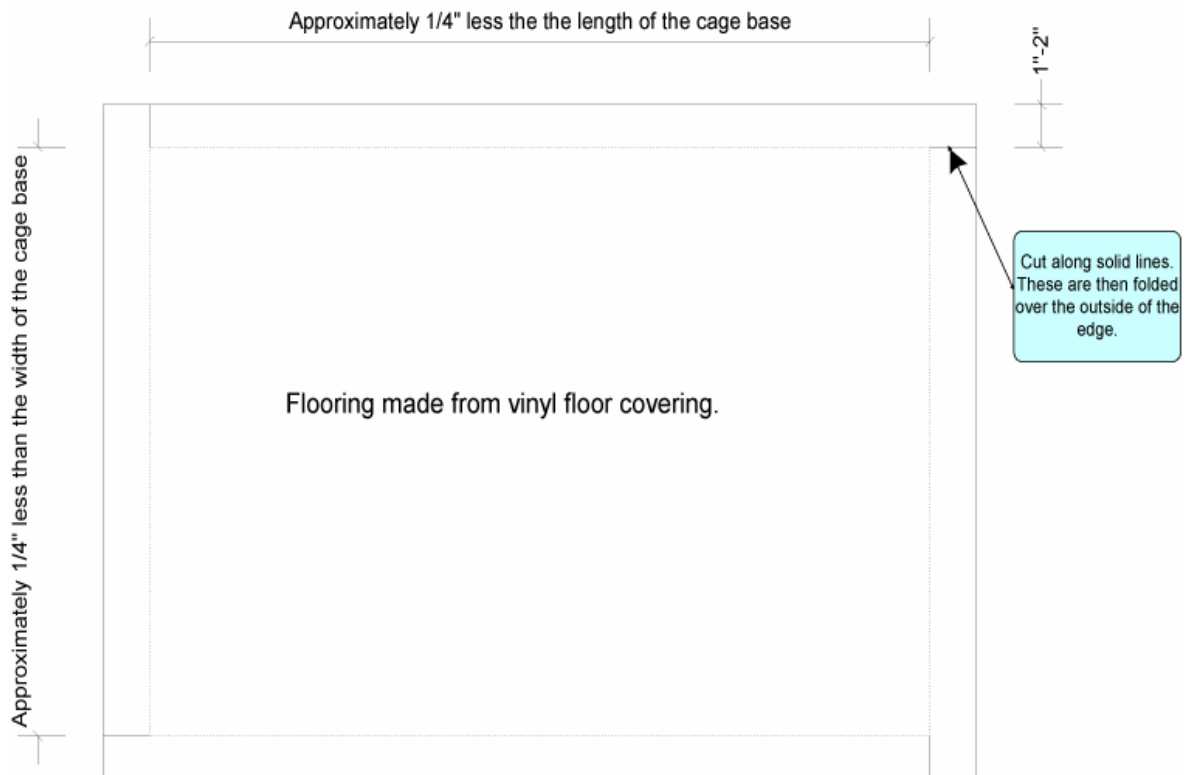 Approximately 1/4" less the the length of the cage base
1"-2"
Approximately 1/4" less than the width of the cage base
Cut along solid lines.
These are then folded
over the outside of the
edge.
Flooring made from vinyl floor covering.